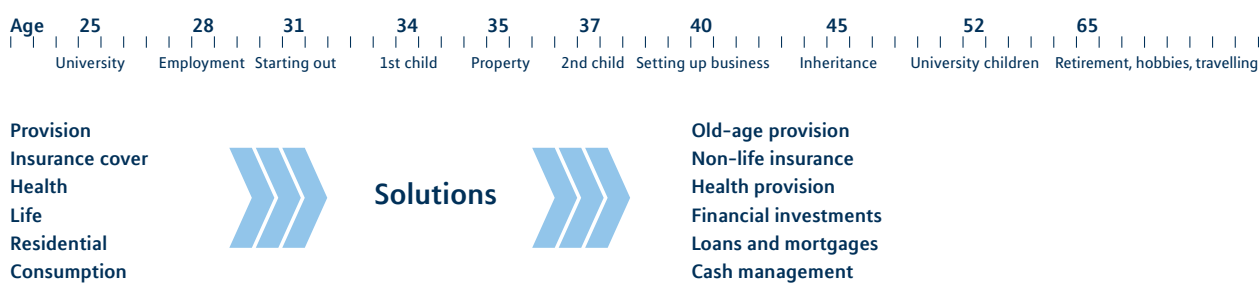 Age 25 28 31 34 35 37 40 45 52 65
University Employment Starting out 1st child Property 2nd child Setting up business Inheritance University children Retirement, hobbies, travelling
Provision
Insurance cover
Health
Life
Residential
Consumption
Solutions
Old-age provision
Non-life insurance
Health provision
Financial investments
Loans and mortgages
Cash management